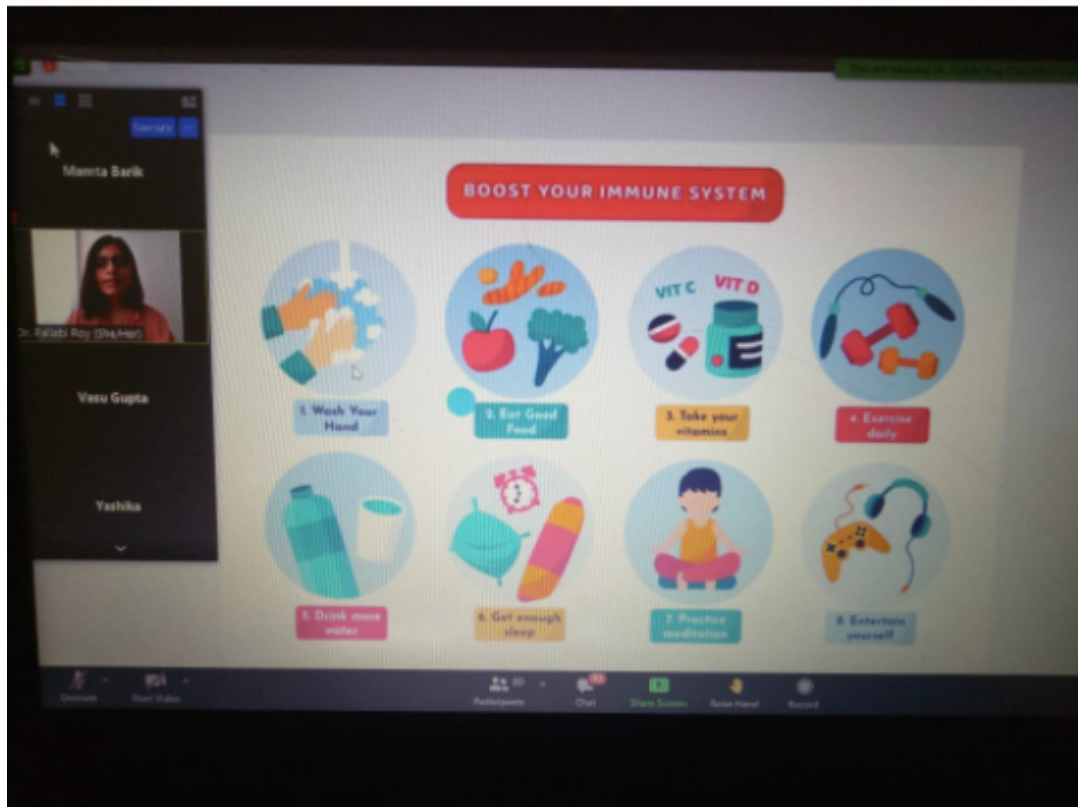 Mamta Barik
Dr. Pallabi Roy (She/Her)
Vasu Gupta
Yashika
BOOST YOUR IMMUNE SYSTEM
VIT C
VIT D
1. Wash Your
Hand
2. Eat Good
Food
3. Take your
vitamins
4. Exercise
daily
5. Drink more
water
6. Get enough
sleep
7. Practice
meditation
8. Entertain
yourself
Unmute
Start Video
Participants
Chat
Share Screen
Raise Hand
Record